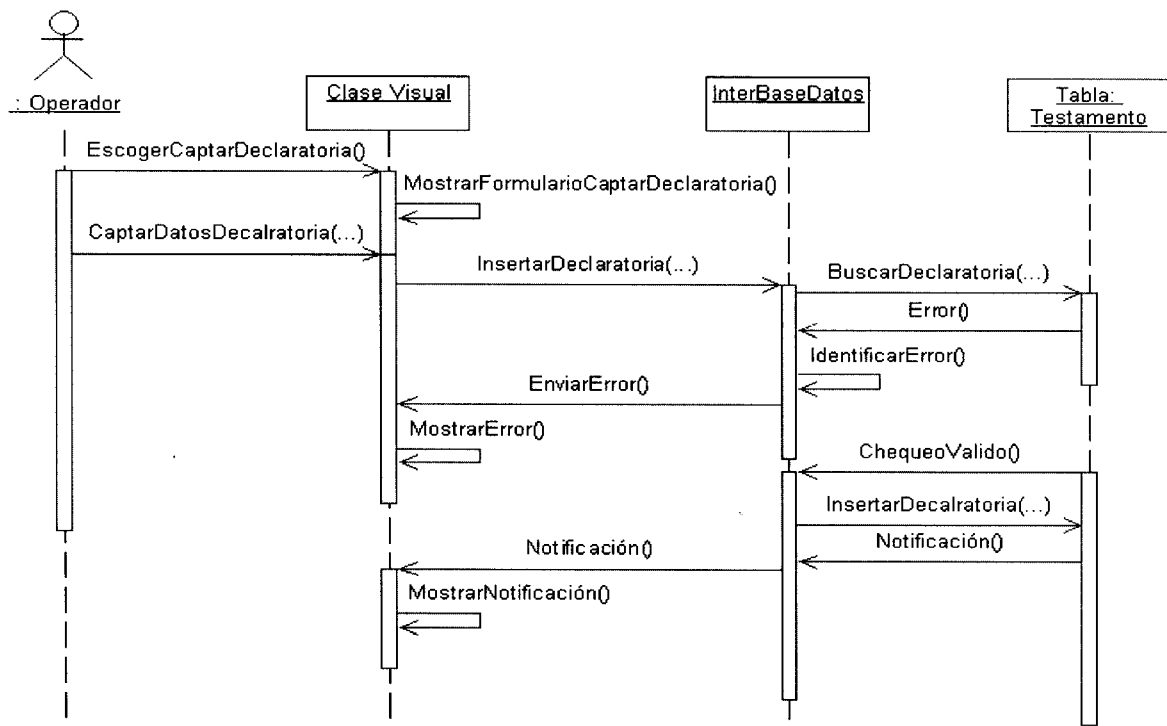 : Operador
Clase Visual
InterBaseDatos
Tabla:
Testamento
EscogerCaptarDeclaratoria()
MostrarFormularioCaptarDeclaratoria()
CaptarDatosDecalratoria(...)
InsertarDeclaratoria(...)
BuscarDeclaratoria(...)
Error()
IdentificarError()
EnviarError()
MostrarError()
ChequeoValido()
InsertarDecalratoria(...)
Notificación()
Notificación()
MostrarNotificación()